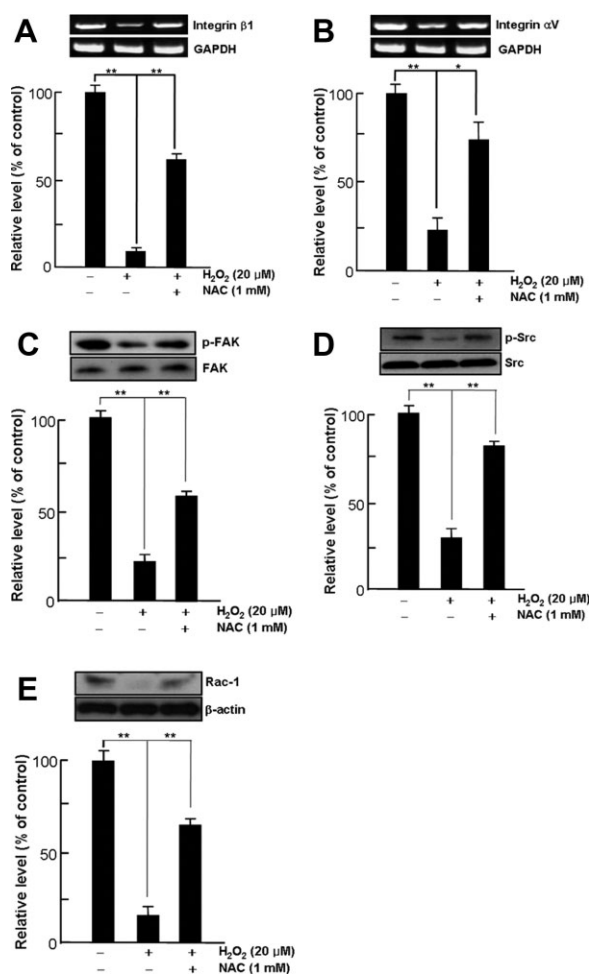 A
Integrin β1
GAPDH
** **
Relative level (% of control)
100
50
0
– + + H₂O₂ (20 μM)
– – + NAC (1 mM)
B
Integrin αV
GAPDH
** *
Relative level (% of control)
100
50
0
– + + H₂O₂ (20 μM)
– – + NAC (1 mM)
C
p-FAK
FAK
** **
Relative level (% of control)
100
50
0
– + + H₂O₂ (20 μM)
– – + NAC (1 mM)
D
p-Src
Src
** **
Relative level (% of control)
100
50
0
– + + H₂O₂ (20 μM)
– – + NAC (1 mM)
E
Rac-1
β-actin
** **
Relative level (% of control)
100
50
0
– + + H₂O₂ (20 μM)
– – + NAC (1 mM)